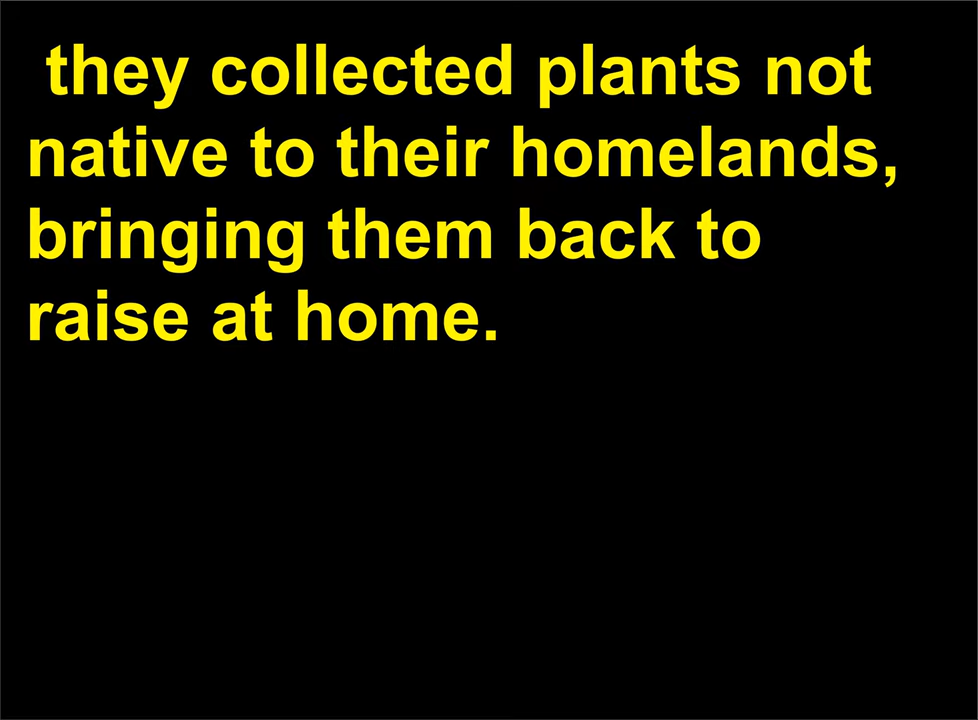 they collected plants not
native to their homelands,
bringing them back to
raise at home.